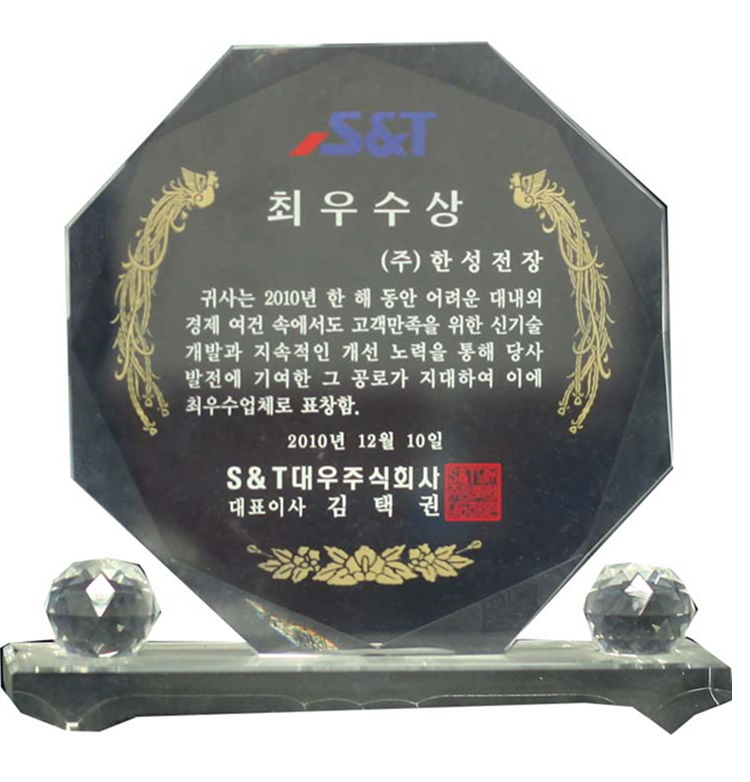 S&T
최우수상
(주)한성전장
귀사는 2010년 한 해 동안 어려운 대내외
경제 여건 속에서도 고객만족을 위한 신기술
개발과 지속적인 개선 노력을 통해 당사
발전에 기여한 그 공로가 지대하여 이에
최우수업체로 표창함.
2010년 12월 10일
S&T대우주식회사
대표이사 김택권